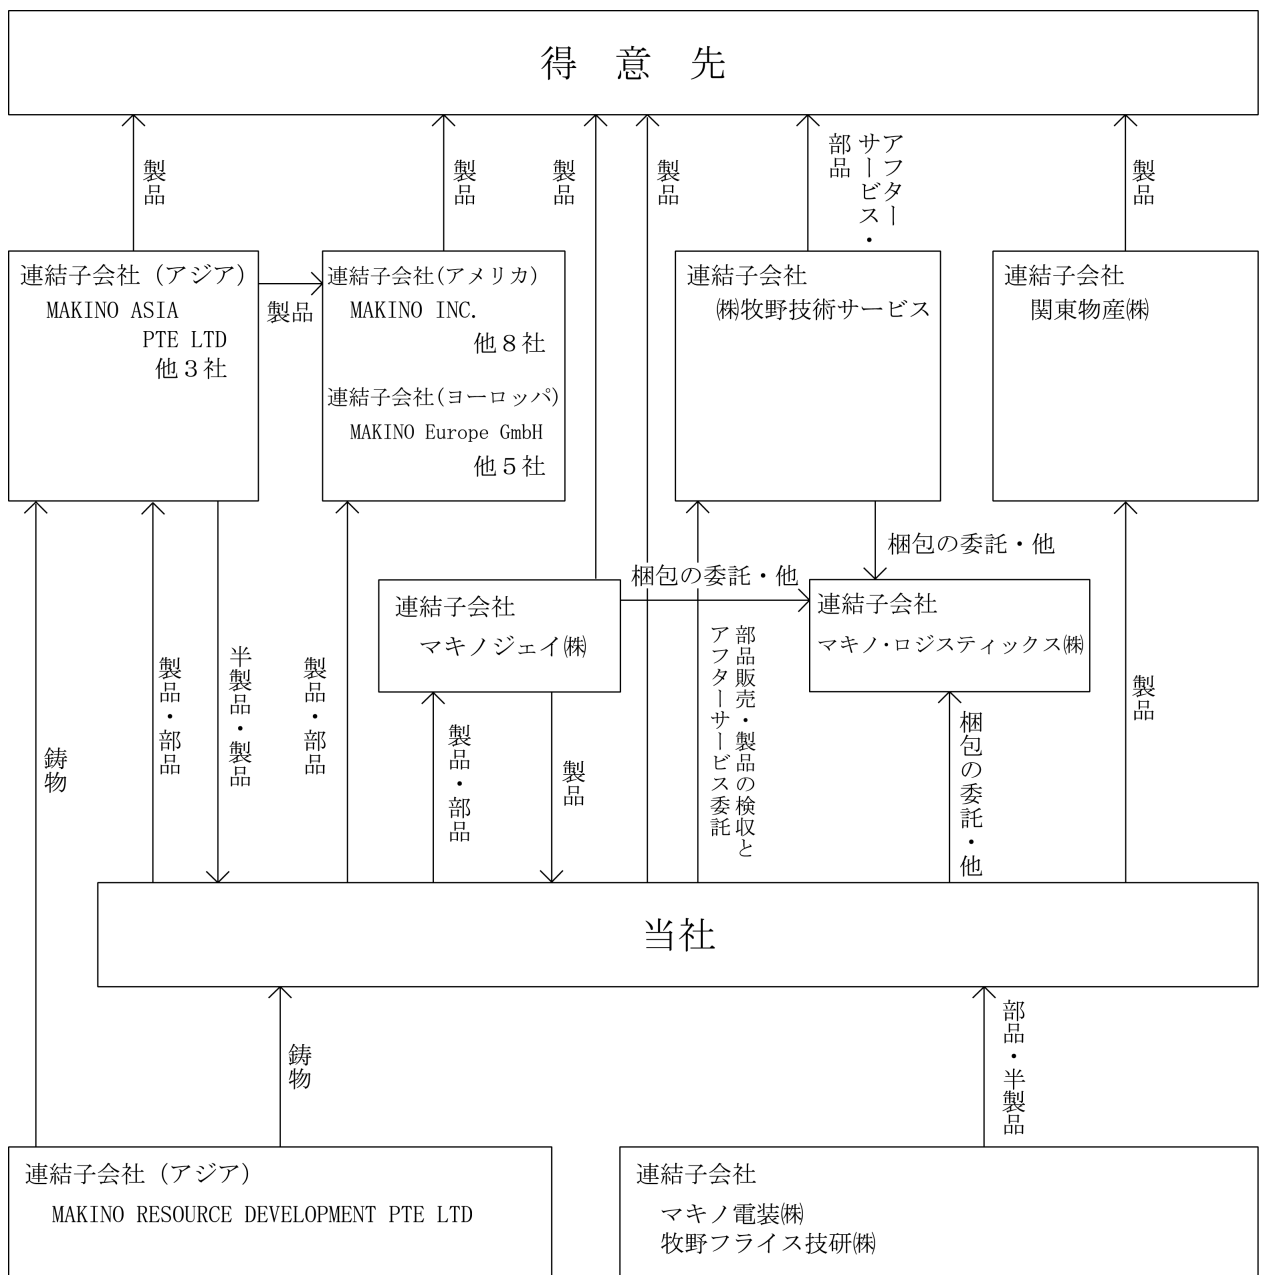 得　意　先
製品
製品
製品
製品
アフター
サービス・
部品
製品
連結子会社（アジア）
MAKINO ASIA
PTE LTD
他３社
製品
連結子会社(アメリカ)
MAKINO INC.
他８社
連結子会社(ヨーロッパ)
MAKINO Europe GmbH
他５社
連結子会社
㈱牧野技術サービス
連結子会社
関東物産㈱
梱包の委託・他
梱包の委託・他
連結子会社
マキノジェイ㈱
連結子会社
マキノ・ロジスティックス㈱
鋳物
製品・部品
半製品・製品
製品・部品
製品・部品
製品
部品販売・製品の検収と
アフターサービス委託
梱包の委託・他
製品
当社
鋳物
部品・半製品
連結子会社（アジア）
MAKINO RESOURCE DEVELOPMENT PTE LTD
連結子会社
マキノ電装㈱
牧野フライス技研㈱